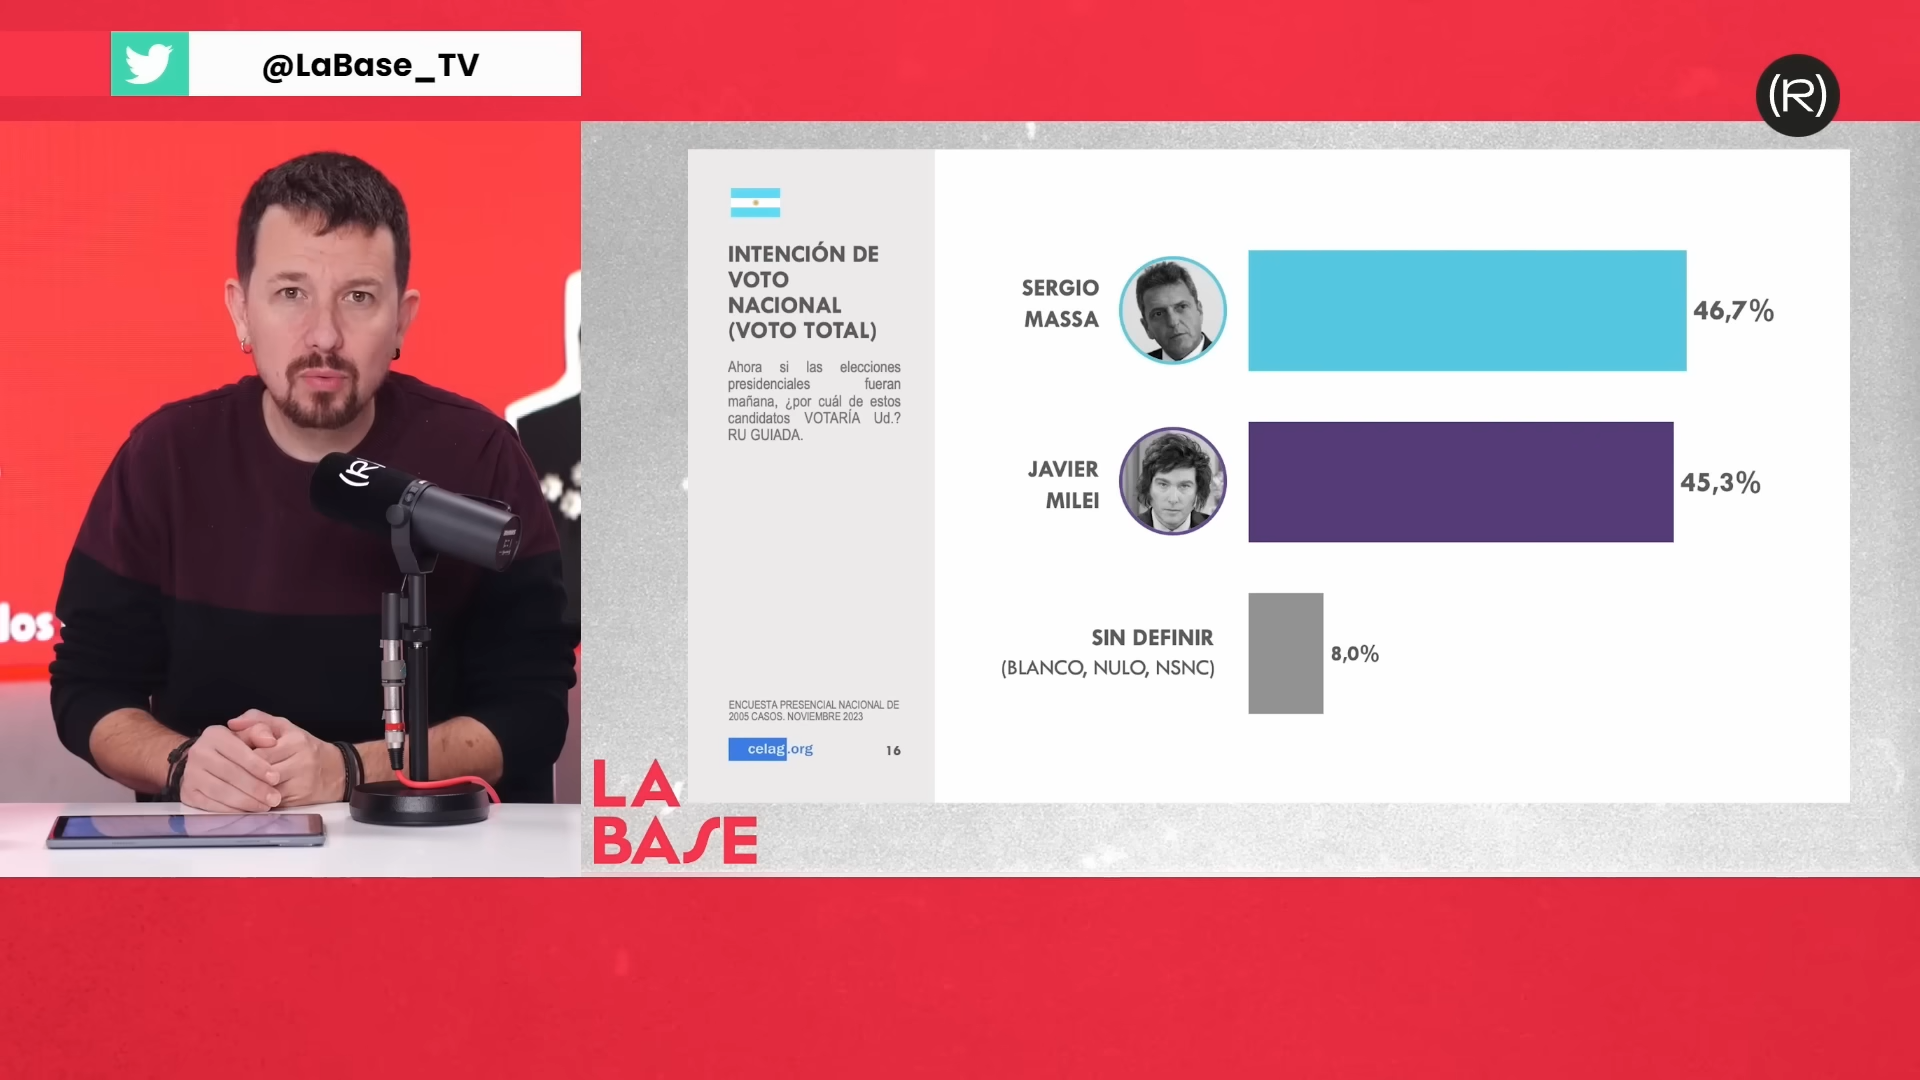 @LaBase_TV
(R)
los
(R)
INTENCIÓN DE
VOTO
NACIONAL
(VOTO TOTAL)
Ahora si las elecciones
presidenciales fueran
mañana, ¿por cuál de estos
candidatos VOTARÍA Ud.?
RU GUIADA.
ENCUESTA PRESENCIAL NACIONAL DE
2005 CASOS. NOVIEMBRE 2023
celag.org
16
SERGIO
MASSA
46,7%
JAVIER
MILEI
45,3%
SIN DEFINIR
(BLANCO, NULO, NSNC)
8,0%
LA
BASE